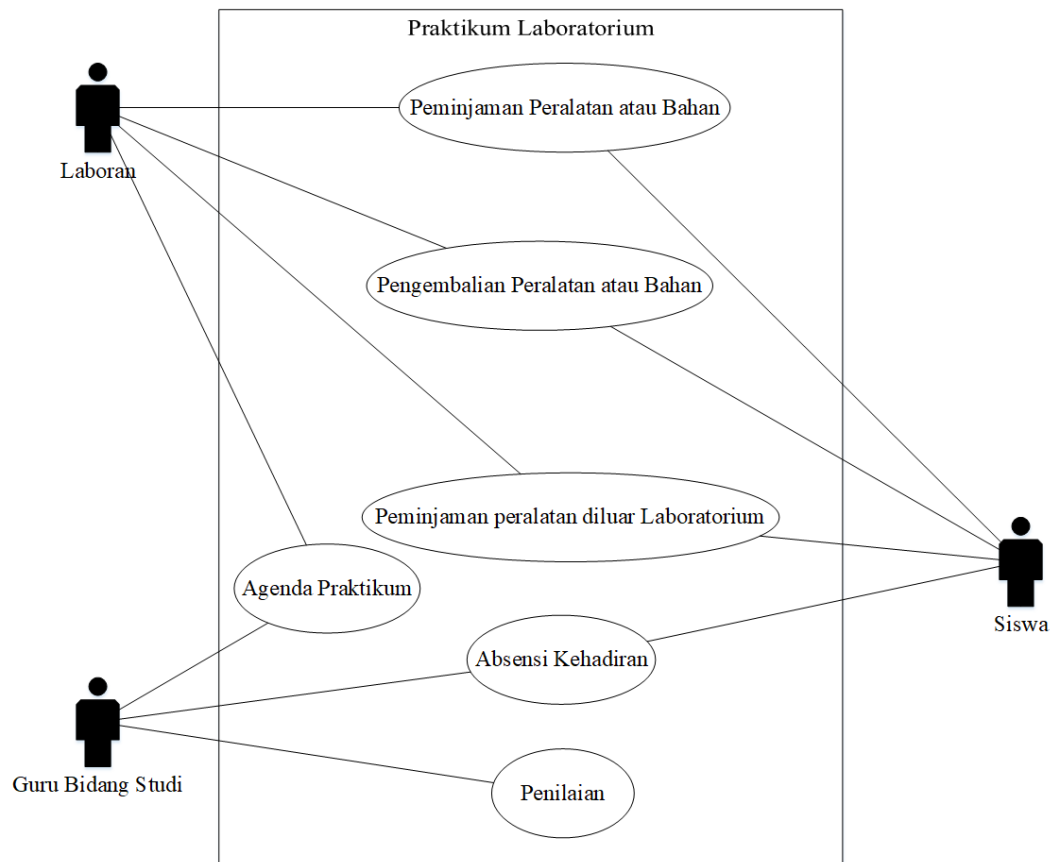 Praktikum Laboratorium
Peminjaman Peralatan atau Bahan
Laboran
Pengembalian Peralatan atau Bahan
Peminjaman peralatan diluar Laboratorium
Agenda Praktikum
Siswa
Absensi Kehadiran
Guru Bidang Studi
Penilaian